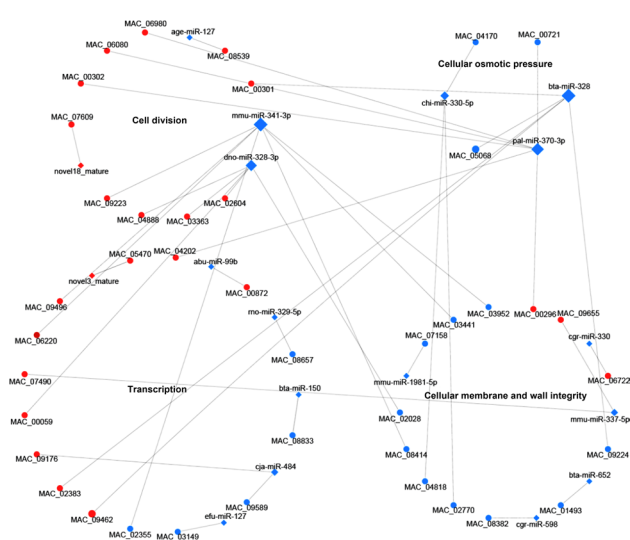 MAC_06980
age-miR-127
MAC_04170
MAC_00721
MAC_06080
MAC_08539
Cellular osmotic pressure
MAC_00302
MAC_00301
bta-miR-328
chi-miR-330-5p
MAC_07609
Cell division
mmu-miR-341-3p
pal-miR-370-3p
MAC_05068
dno-miR-328-3p
novel18_mature
MAC_09223
MAC_02604
MAC_04888
MAC_03363
MAC_05470
MAC_04202
abu-miR-99b
novel3_mature
MAC_00872
MAC_09496
MAC_03952
MAC_00296
MAC_09655
rno-miR-329-5p
MAC_03441
MAC_06220
MAC_07158
cgr-miR-330
MAC_08657
MAC_07490
mmu-miR-1981-5p
MAC_06722
Transcription
bta-miR-150
Cellular membrane and wall integrity
MAC_00059
MAC_02028
mmu-miR-337-5p
MAC_08833
MAC_09176
MAC_08414
MAC_09224
cja-miR-484
bta-miR-652
MAC_02383
MAC_04818
MAC_09589
MAC_02770
MAC_01493
MAC_09462
efu-miR-127
MAC_08382
cgr-miR-598
MAC_02355
MAC_03149